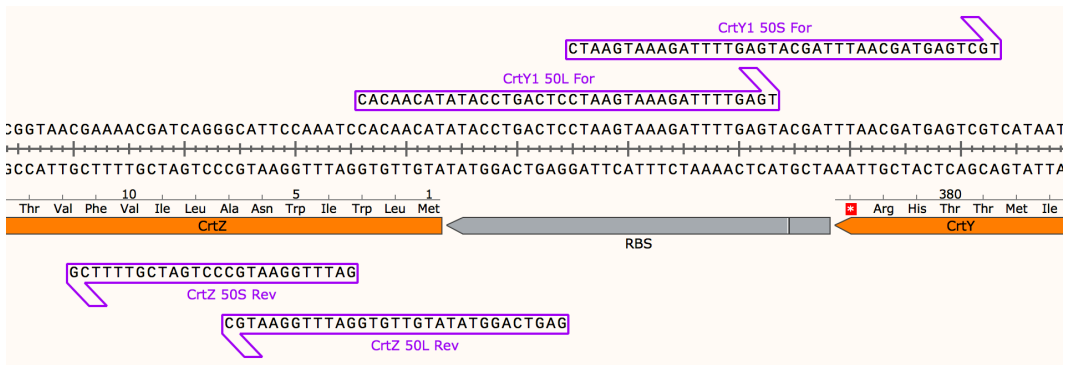 CrtY1 50S For
CTAAGTAAAGATTTTGAGTACGATTTAACGATGAGTCGT
CrtY1 50L For
CACAACATATACCTGACTCCTAAGTAAAGATTTTGAGT
CGGTAACGAAAACGATCAGGGCATTCCAAATCCACAACATATACCTGACTCCTAAGTAAAGATTTTGAGTACGATTTAACGATGAGTCGTCATAAT
GCCATTGCTTTTGCTAGTCCCGTAAGGTTTAGGTGTTGTATATGGACTGAGGATTCATTTCTAAAACTCATGCTAAATTGCTACTCAGCAGTATTA
10 5 1 380
Thr Val Phe Val Ile Leu Ala Asn Trp Ile Trp Leu Met * Arg His Thr Thr Met Ile
CrtZ CrtY
RBS
GCTTTTGCTAGTCCCGTAAGGTTTAG
CrtZ 50S Rev
CGTAAGGTTTAGGTGTTGTATATGGACTGAG
CrtZ 50L Rev